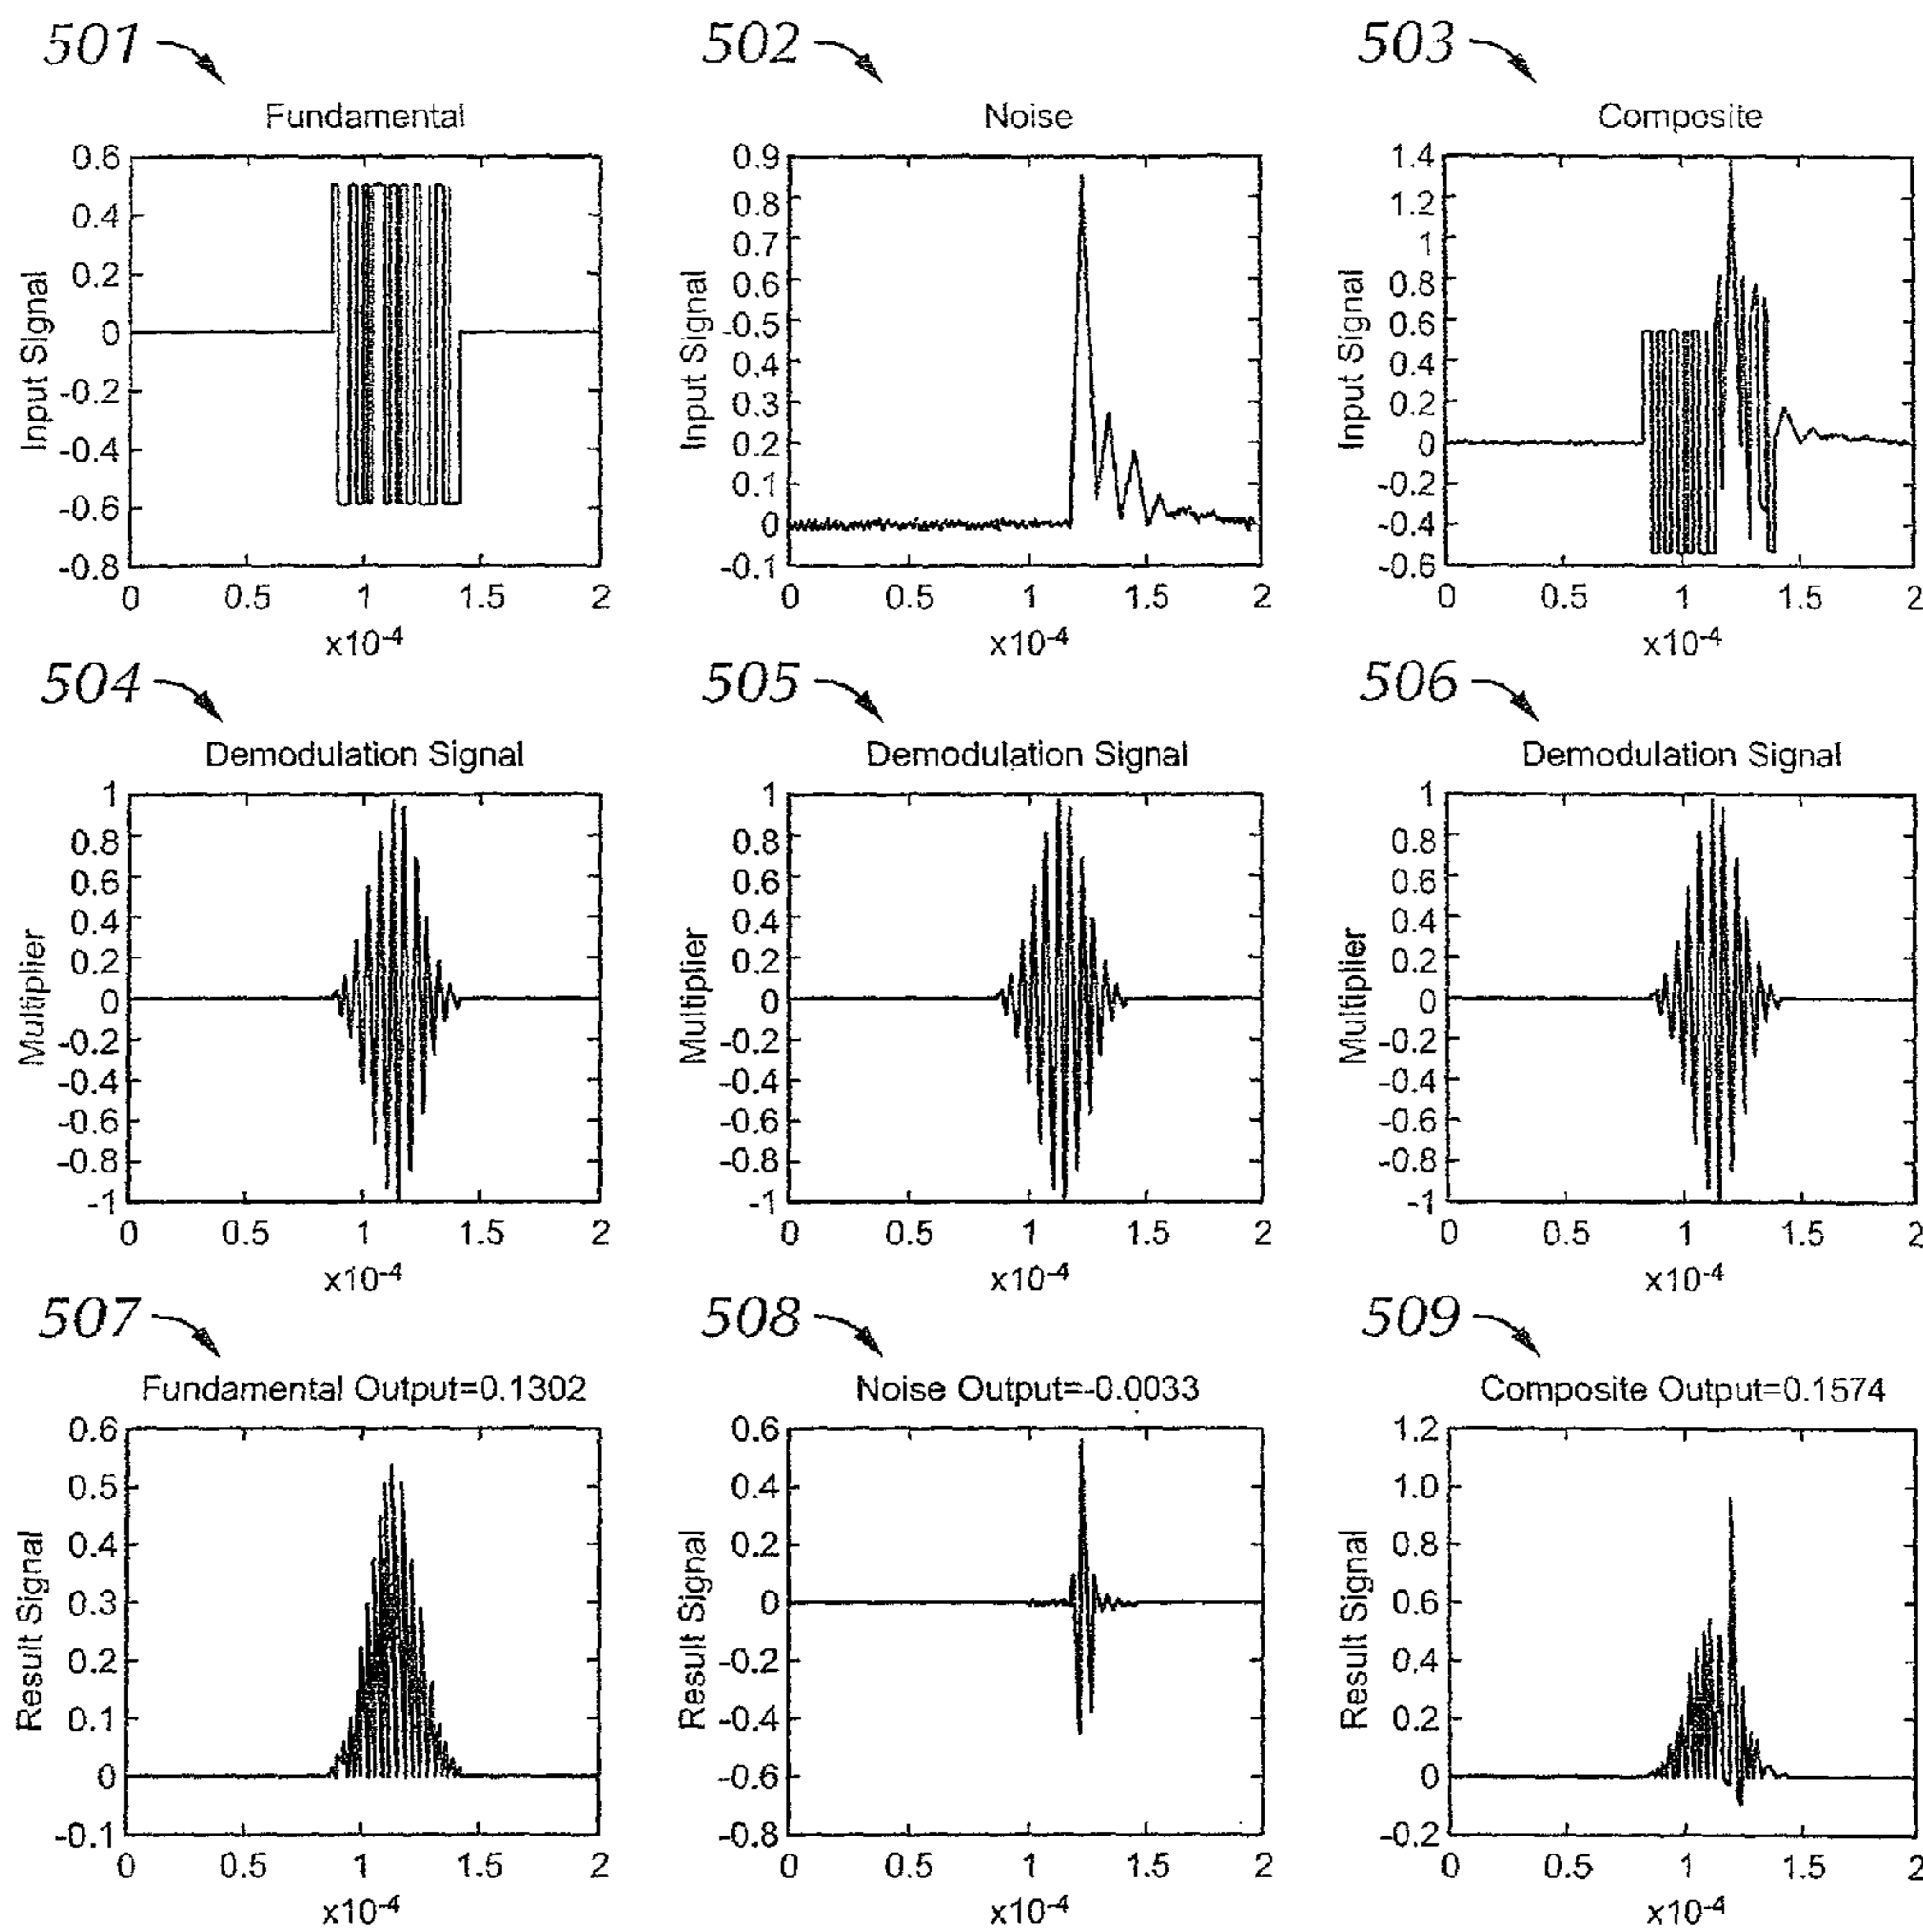 501
502
503
Fundamental
Noise
Composite
Input Signal
0.6
0.4
0.2
0
-0.2
-0.4
-0.6
-0.8
0 0.5 1 1.5 2
x10-4
Input Signal
0.9
0.8
0.7
0.6
-0.5
0.4
0.3
0.2
0.1
0
-0.1
0 0.5 1 1.5 2
x10-4
Input Signal
1.4
1.2
1
0.8
0.6
0.4
0.2
0
-0.2
-0.4
-0.6
0 0.5 1 1.5 2
x10-4
504
505
506
Demodulation Signal
Demodulation Signal
Demodulation Signal
Multiplier
1
0.8
0.6
0.4
0.2
0
-0.2
-0.4
-0.6
-0.8
-1
0 0.5 1 1.5 2
x10-4
Multiplier
1
0.8
0.6
0.4
0.2
0
-0.2
-0.4
-0.6
-0.8
-1
0 0.5 1 1.5 2
x10-4
Multiplier
1
0.8
0.6
0.4
0.2
0
-0.2
-0.4
-0.6
-0.8
-1
0 0.5 1 1.5 2
x10-4
507
508
509
Fundamental Output=0.1302
Noise Output=-0.0033
Composite Output=0.1574
Result Signal
0.6
0.5
0.4
0.3
0.2
0.1
0
-0.1
0 0.5 1 1.5 2
x10-4
Result Signal
0.6
0.4
0.2
0
-0.2
-0.4
-0.6
-0.8
0 0.5 1 1.5 2
x10-4
Result Signal
1.2
1.0
0.8
0.6
0.4
0.2
0
-0.2
0 0.5 1 1.5 2
x10-4